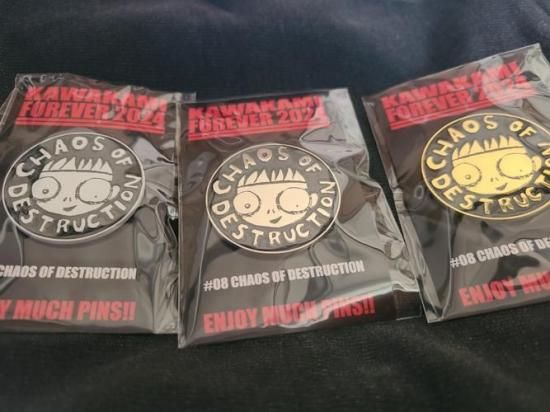 KAWAKAMI
FOREVER 2024
CHAOS OF
DESTRUCTION
CHAOS OF DESTRUCTION
ENJOY MUCH PINS!!
KAWAKAMI
FOREVER 2024
CHAOS OF
DESTRUCTION
#08 CHAOS OF DESTRUCTION
ENJOY MUCH PINS!!
KAWAKAMI
FOREVER 2024
CHAOS OF
DESTRUCTION
#08 CHAOS OF DESTRUCTION
ENJOY MUCH